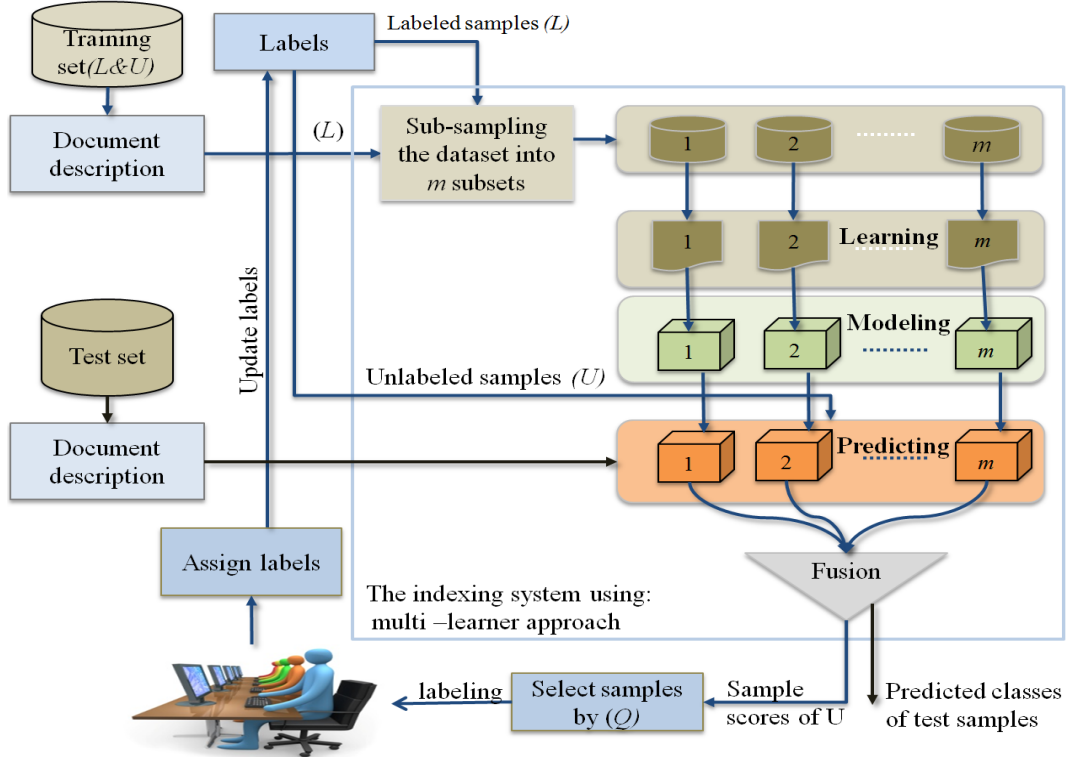 Training
set(L&U)
Labels
Labeled samples (L)
Document
description
(L)
Sub-sampling
the dataset into
m subsets
1
2
m
1
2
Learning
m
Update labels
Test set
Modeling
1
2
m
Unlabeled samples (U)
Document
description
Predicting
1
2
m
Assign labels
Fusion
The indexing system using:
multi –learner approach
labeling
Select samples
by (Q)
Sample
scores of U
Predicted classes
of test samples